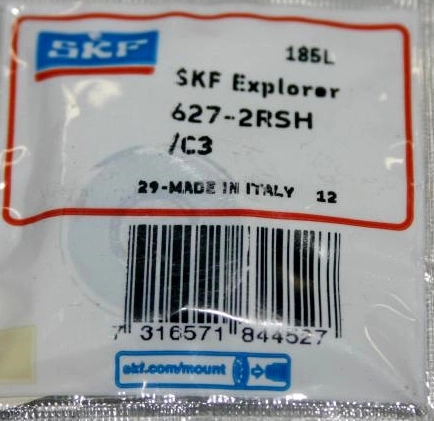 SKF
185L
SKF Explorer
627-2RSH
/C3
29-MADE IN ITALY 12
7 316571 844527
skf.com/mount